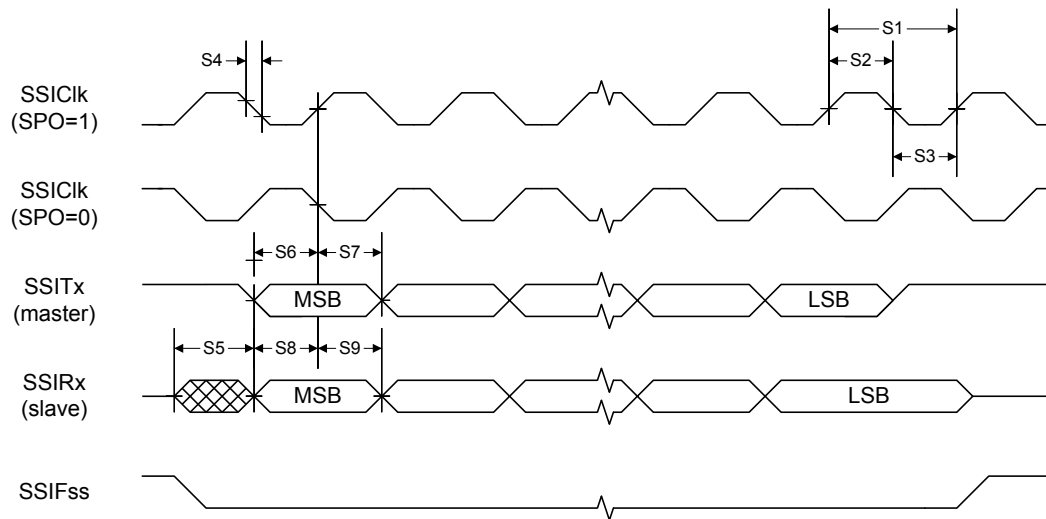 S1
S4
S2
SSIClk
(SPO=1)
S3
SSIClk
(SPO=0)
S6
S7
SSITx
(master)
MSB
LSB
S5
S8
S9
SSIRx
(slave)
MSB
LSB
SSIFss